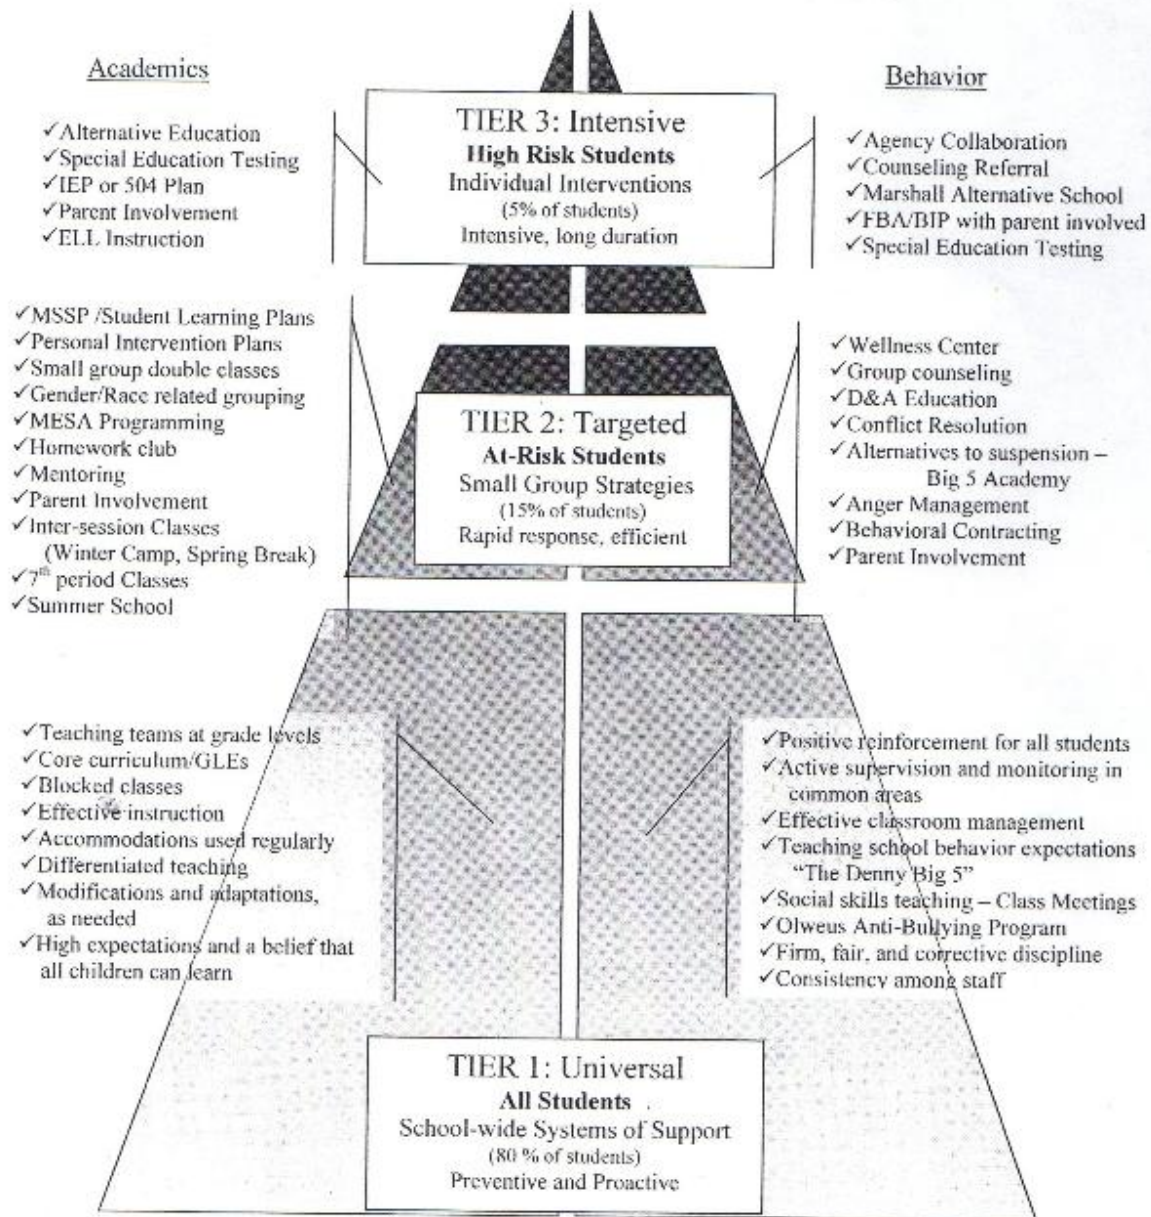 Academics
Behavior
TIER 3: Intensive
High Risk Students
Individual Interventions
(5% of students)
Intensive, long duration
✓Alternative Education
✓Special Education Testing
✓IEP or 504 Plan
✓Parent Involvement
✓ELL Instruction
✓Agency Collaboration
✓Counseling Referral
✓Marshall Alternative School
✓FBA/BIP with parent involved
✓Special Education Testing
✓MSSP /Student Learning Plans
✓Personal Intervention Plans
✓Small group double classes
✓Gender/Race related grouping
✓MESA Programming
✓Homework club
✓Mentoring
✓Parent Involvement
✓Inter-session Classes
(Winter Camp, Spring Break)
✓7th period Classes
✓Summer School
TIER 2: Targeted
At-Risk Students
Small Group Strategies
(15% of students)
Rapid response, efficient
✓Wellness Center
✓Group counseling
✓D&A Education
✓Conflict Resolution
✓Alternatives to suspension –
Big 5 Academy
✓Anger Management
✓Behavioral Contracting
✓Parent Involvement
✓Teaching teams at grade levels
✓Core curriculum/GLEs
✓Blocked classes
✓Effective instruction
✓Accommodations used regularly
✓Differentiated teaching
✓Modifications and adaptations,
as needed
✓High expectations and a belief that
all children can learn
✓Positive reinforcement for all students
✓Active supervision and monitoring in
common areas
✓Effective classroom management
✓Teaching school behavior expectations
“The Denny Big 5”
✓Social skills teaching – Class Meetings
✓Olweus Anti-Bullying Program
✓Firm, fair, and corrective discipline
✓Consistency among staff
TIER 1: Universal
All Students
School-wide Systems of Support
(80 % of students)
Preventive and Proactive